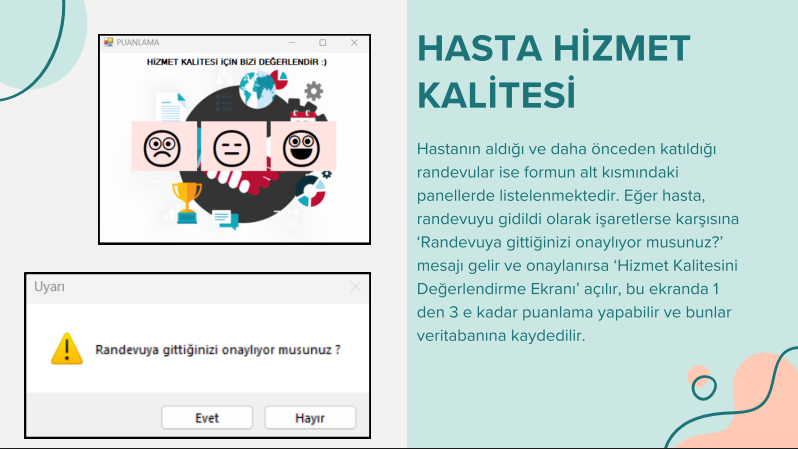 PUANLAMA
HİZMET KALİTESİ İÇİN BİZİ DEĞERLENDİR :)
Uyarı
Randevuya gittiğinizi onaylıyor musunuz ?
Evet
Hayır
HASTA HİZMET
KALİTESİ
Hastanın aldığı ve daha önceden katıldığı
randevular ise formun alt kısmındaki
panellerde listelenmektedir. Eğer hasta,
randevuyu gidildi olarak işaretlerse karşısına
‘Randevuya gittiğinizi onaylıyor musunuz?’
mesajı gelir ve onaylanırsa ‘Hizmet Kalitesini
Değerlendirme Ekranı’ açılır, bu ekranda 1
den 3 e kadar puanlama yapabilir ve bunlar
veritabanına kaydedilir.